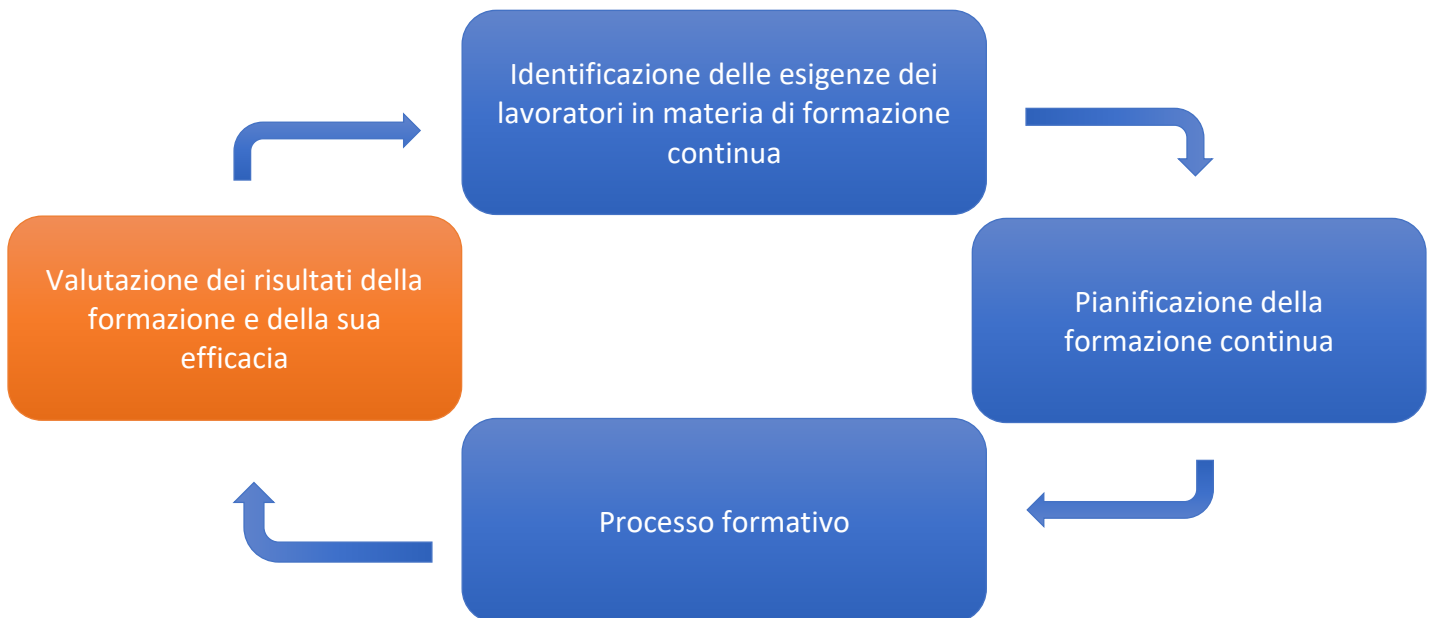 Identificazione delle esigenze dei
lavoratori in materia di formazione
continua
Pianificazione della
formazione continua
Processo formativo
Valutazione dei risultati della
formazione e della sua
efficacia